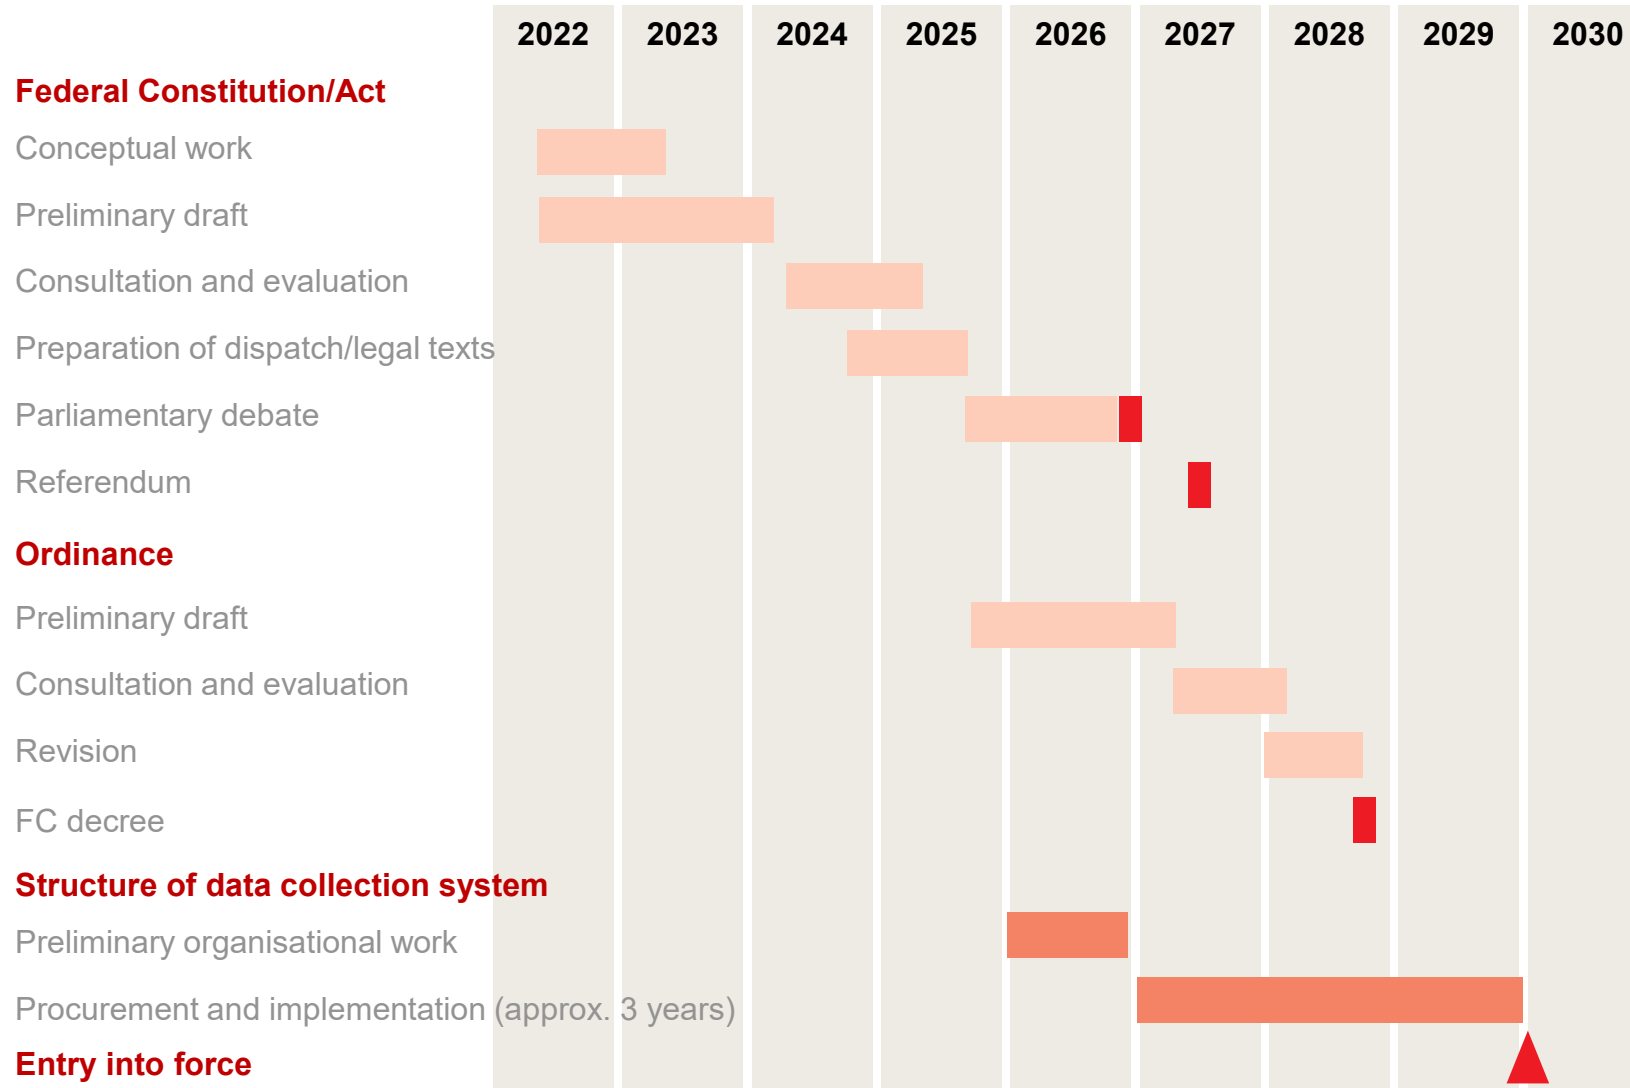 2022 2023 2024 2025 2026 2027 2028 2029 2030
Federal Constitution/Act
Conceptual work
Preliminary draft
Consultation and evaluation
Preparation of dispatch/legal texts
Parliamentary debate
Referendum
Ordinance
Preliminary draft
Consultation and evaluation
Revision
FC decree
Structure of data collection system
Preliminary organisational work
Procurement and implementation (approx. 3 years)
Entry into force